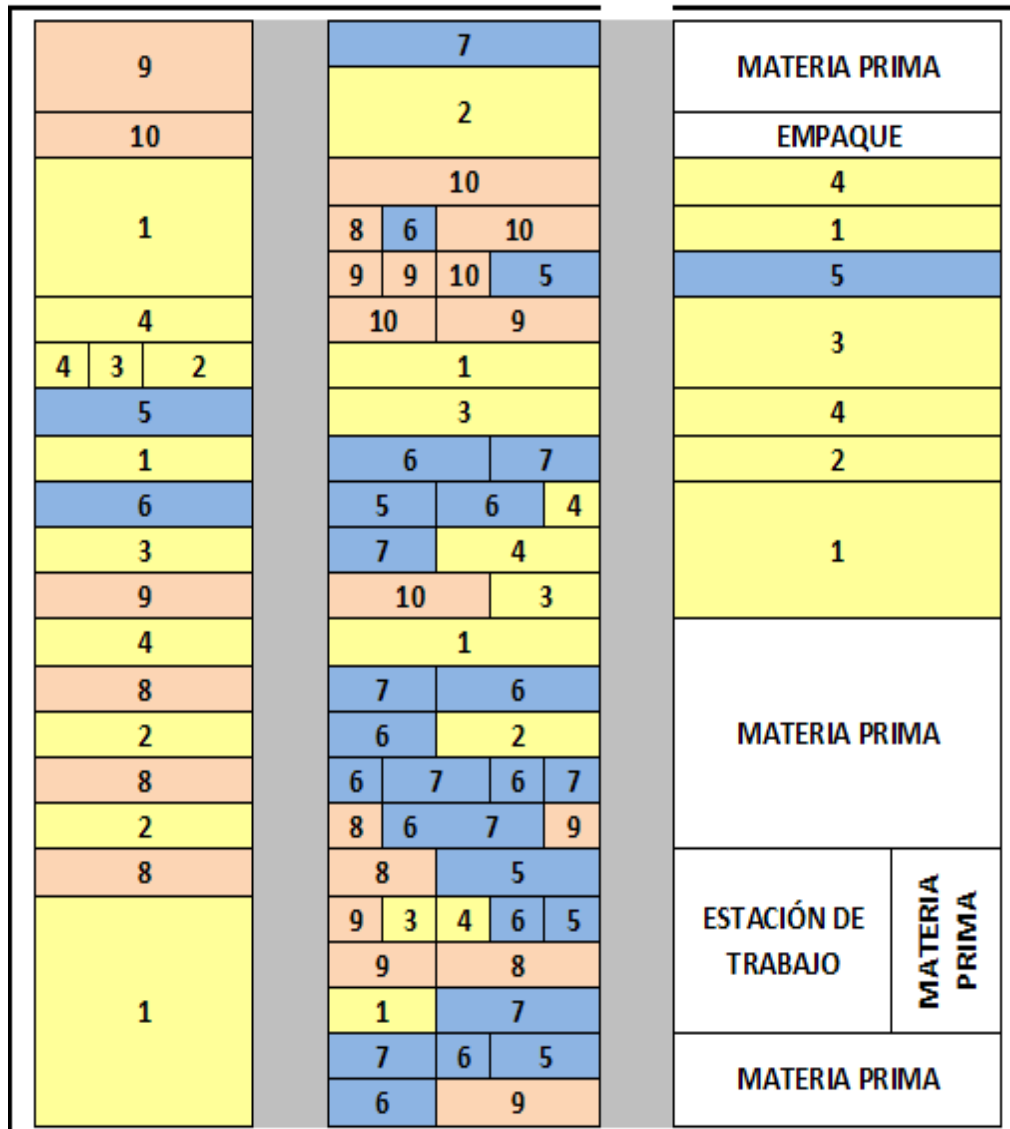 9
10
1
4
4 3 2
5
1
6
3
9
4
8
2
8
2
8
1
7
2
10
8 6 10
9 9 10 5
10 9
1
3
6 7
5 6 4
7 4
10 3
1
7 6
6 2
6 7 6 7
8 6 7 9
8 5
9 3 4 6 5
9 8
1 7
7 6 5
6 9
MATERIA PRIMA
EMPAQUE
4
1
5
3
4
2
1
MATERIA PRIMA
ESTACIÓN DE
TRABAJO
MATERIA
PRIMA
MATERIA PRIMA